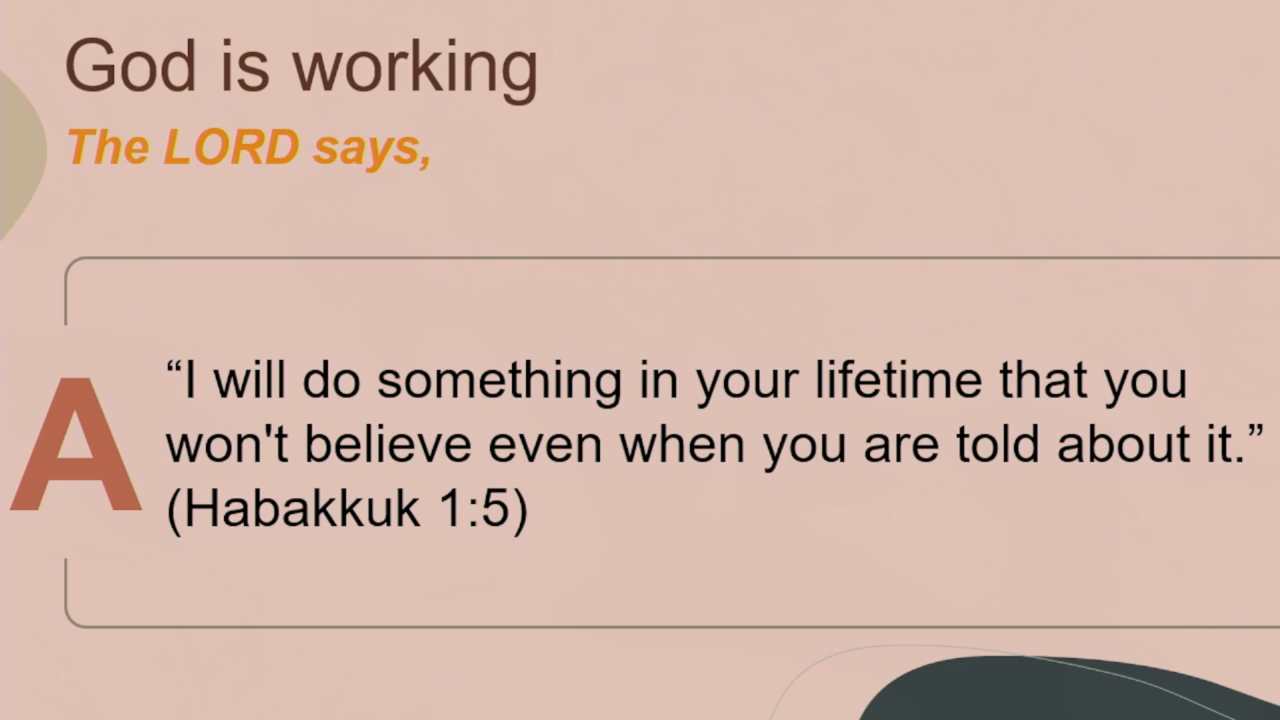 God is working
The LORD says,
A
“I will do something in your lifetime that you
won't believe even when you are told about it.”
(Habakkuk 1:5)